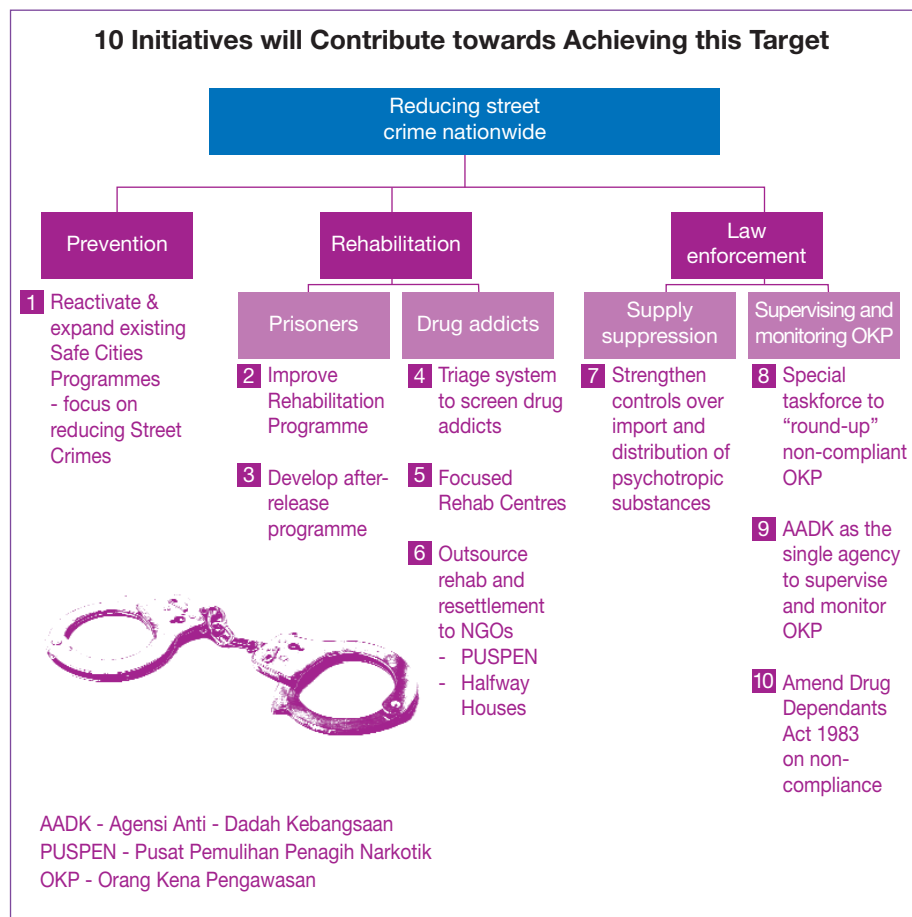 10 Initiatives will Contribute towards Achieving this Target
Reducing street
crime nationwide
Prevention
1 Reactivate &
expand existing
Safe Cities
Programmes
- focus on
reducing Street
Crimes
Rehabilitation
Prisoners
2 Improve
Rehabilitation
Programme
3 Develop after-
release
programme
Drug addicts
4 Triage system
to screen drug
addicts
5 Focused
Rehab Centres
6 Outsource
rehab and
resettlement
to NGOs
- PUSPEN
- Halfway
Houses
Law
enforcement
Supply
suppression
7 Strengthen
controls over
import and
distribution of
psychotropic
substances
Supervising and
monitoring OKP
8 Special
taskforce to
“round-up”
non-compliant
OKP
9 AADK as the
single agency
to supervise
and monitor
OKP
10 Amend Drug
Dependants
Act 1983
on non-
compliance
AADK - Agensi Anti - Dadah Kebangsaan
PUSPEN - Pusat Pemulihan Penagih Narkotik
OKP - Orang Kena Pengawasan